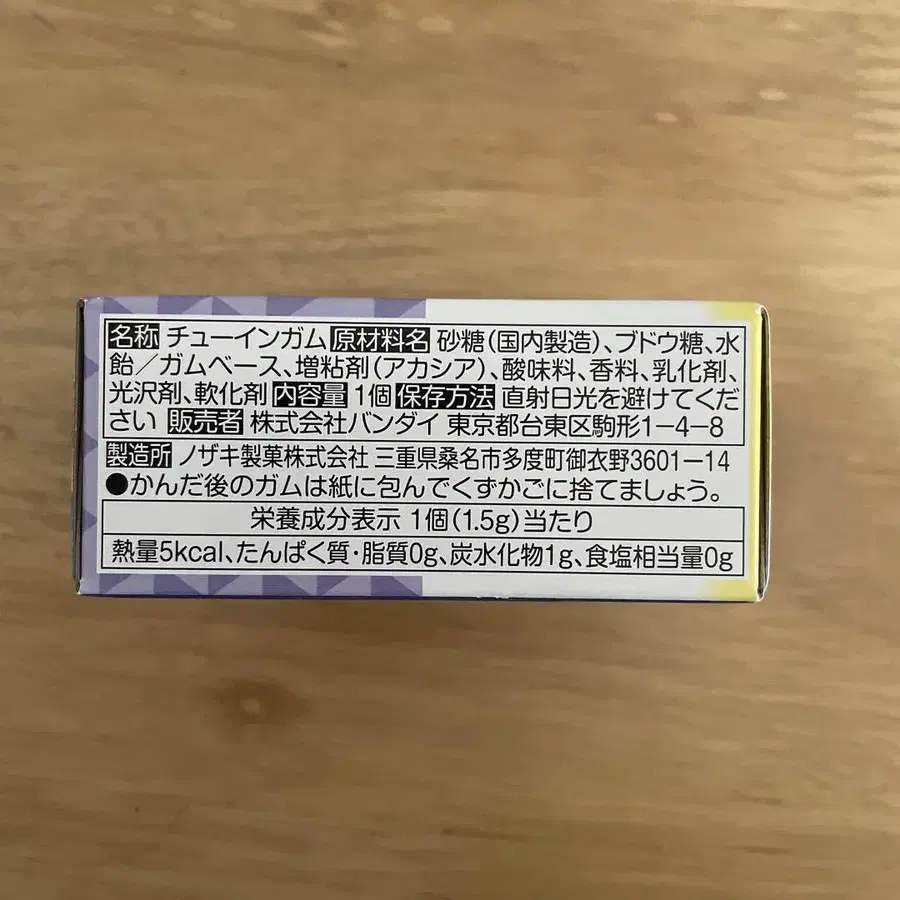 名称 チューインガム 原材料名 砂糖(国内製造)、ブドウ糖、水
飴／ガムベース、増粘剤(アカシア)、酸味料、香料、乳化剤、
光沢剤、軟化剤 内容量 1個 保存方法 直射日光を避けてくだ
さい 販売者 株式会社バンダイ 東京都台東区駒形1-4-8
製造所 ノザキ製菓株式会社 三重県桑名市多度町御衣野3601-14
●かんだ後のガムは紙に包んでくずかごに捨てましょう。
栄養成分表示 1個(1.5g)当たり
熱量5kcal、たんぱく質・脂質0g、炭水化物1g、食塩相当量0g